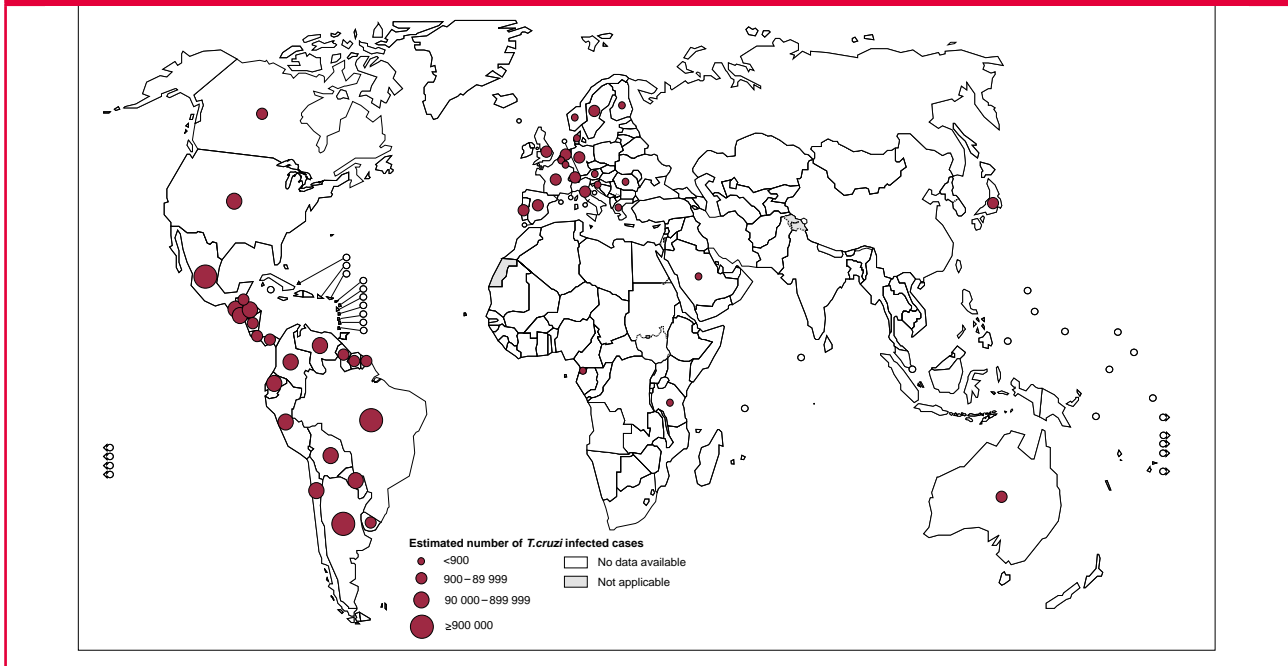 Estimated number of T.cruzi infected cases
<900
900–89 999
90 000–899 999
≥900 000
No data available
Not applicable